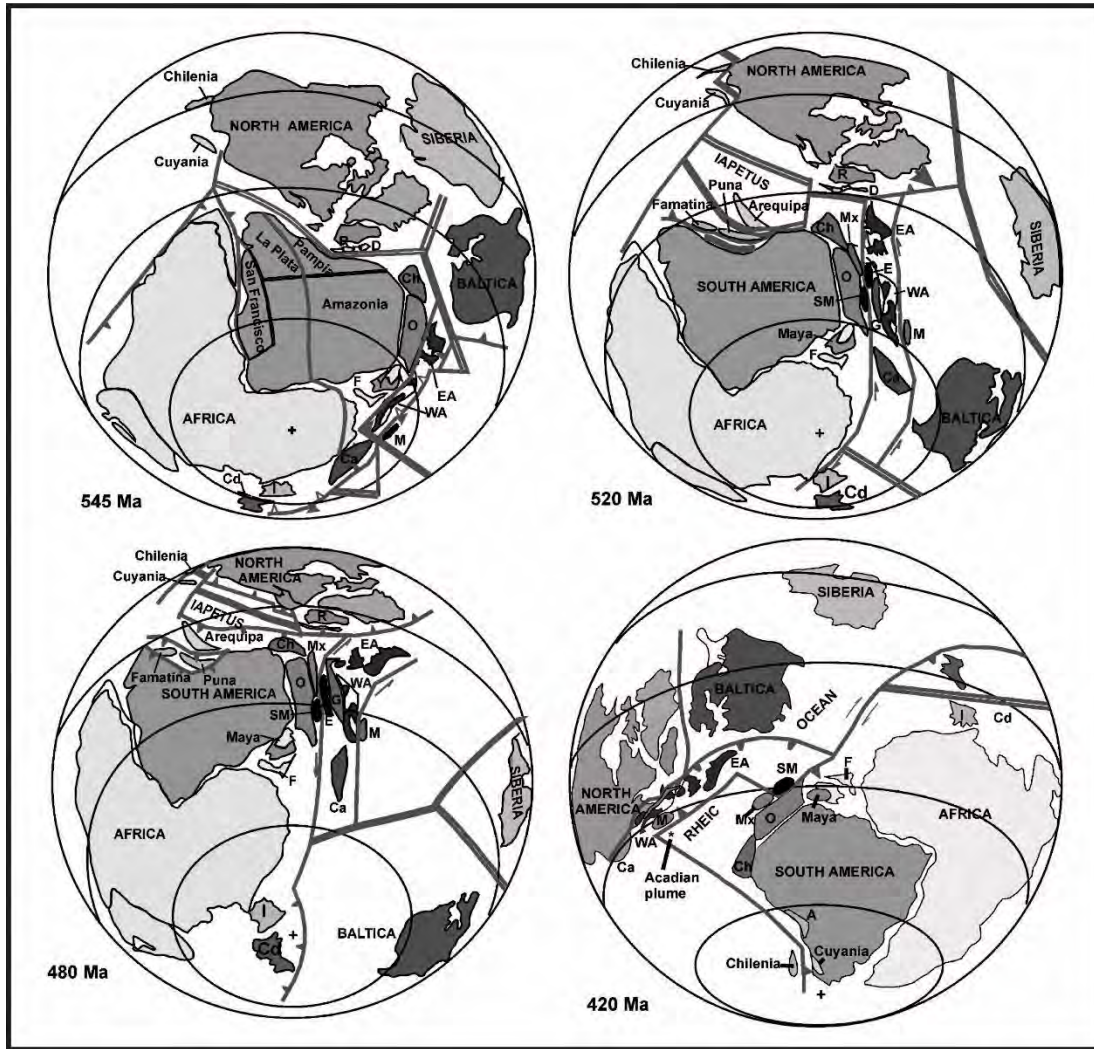 Chilenia
NORTH AMERICA
SIBERIA
Cuyania
R
D
La Plata
Pampia
San Francisco
Amazonia
Ch
BALTICA
O
F
EA
WA
AFRICA
+
M
Ca
Cd
I
545 Ma
Chilenia
NORTH AMERICA
Cuyania
IAPETUS
R
D
Puna
Famatina
Arequipa
Mx
Ch
EA
SIBERIA
SOUTH AMERICA
O
E
SM
WA
Maya
G
M
F
Ca
BALTICA
AFRICA
+
I
Cd
520 Ma
Chilenia
NORTH
AMERICA
Cuyania
IAPETUS
R
Arequipa
Ch
Mx
EA
Famatina
Puna
SOUTH AMERICA
O
WA
G
SM
E
M
Maya
F
Ca
SIBERIA
AFRICA
I
+
BALTICA
Cd
480 Ma
SIBERIA
BALTICA
OCEAN
I
Cd
EA
SM
F
NORTH
AMERICA
M
RHEIC
Mx
O
Maya
AFRICA
WA
*
Ca
Acadian
plume
Ch
SOUTH AMERICA
A
Chilenia
Cuyania
+
420 Ma